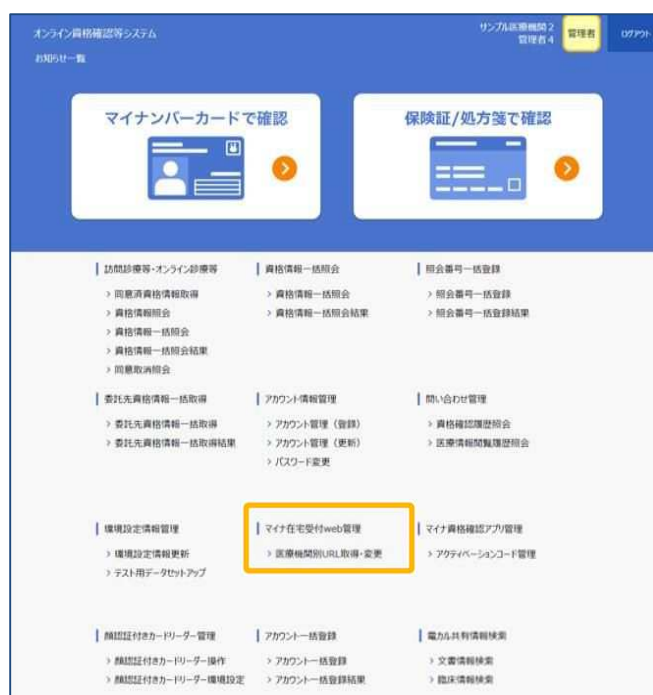 オンライン資格確認等システム
サンプル医療機関2
管理者4
管理者
ログアウト
お知らせ一覧
マイナンバーカードで確認
保険証/処方箋で確認
訪問診療等・オンライン診療等
> 同意済資格情報取得
> 資格情報照会
> 資格情報一括照会
> 資格情報一括照会結果
> 同意取消照会
資格情報一括照会
> 資格情報一括照会
> 資格情報一括照会結果
照会番号一括登録
> 照会番号一括登録
> 照会番号一括登録結果
委託先資格情報一括取得
> 委託先資格情報一括取得
> 委託先資格情報一括取得結果
アカウント情報管理
> アカウント管理(登録)
> アカウント管理(更新)
> パスワード変更
問い合わせ管理
> 資格確認履歴照会
> 医療情報閲覧履歴照会
環境設定情報管理
> 環境設定情報更新
> テスト用データセットアップ
マイナ在宅受付web管理
> 医療機関別URL取得・変更
マイナ資格確認アプリ管理
> アクティベーションコード管理
顔認証付きカードリーダー管理
> 顔認証付きカードリーダー操作
> 顔認証付きカードリーダー環境設定
アカウント一括登録
> アカウント一括登録
> アカウント一括登録結果
電カル共有情報検索
> 文書情報検索
> 臨床情報検索